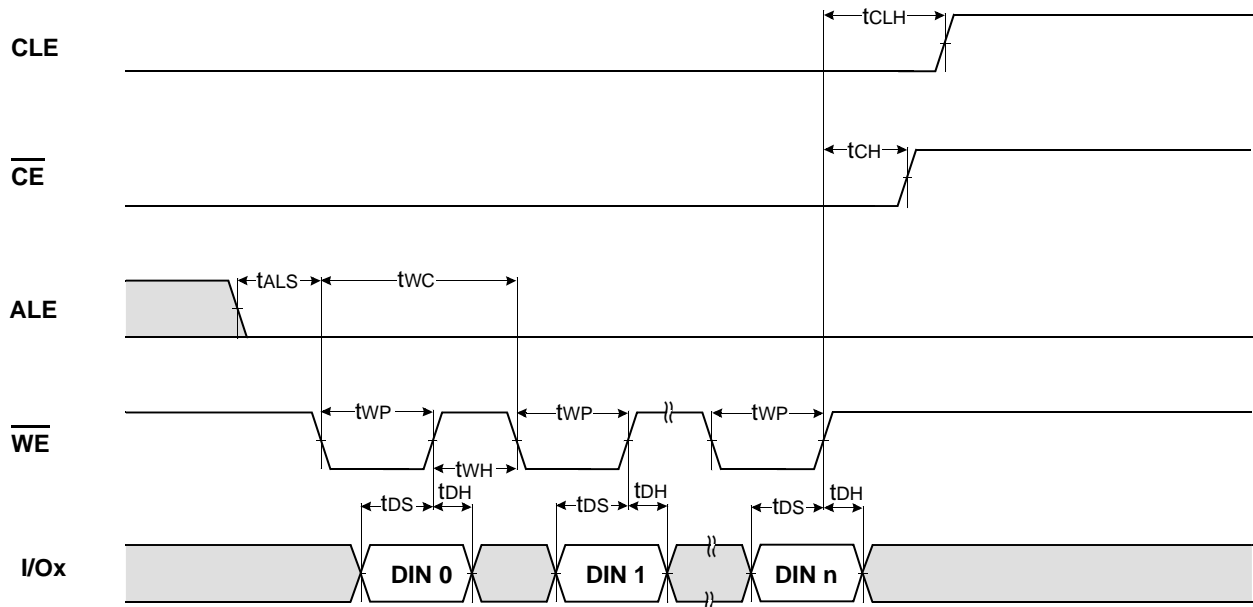 CLE
tCLH
CE
tCH
ALE
tALS
tWC
WE
tWP
tWP
tWP
tWH
tDS
tDH
tDS
tDH
tDS
tDH
I/Ox
DIN 0
DIN 1
DIN n